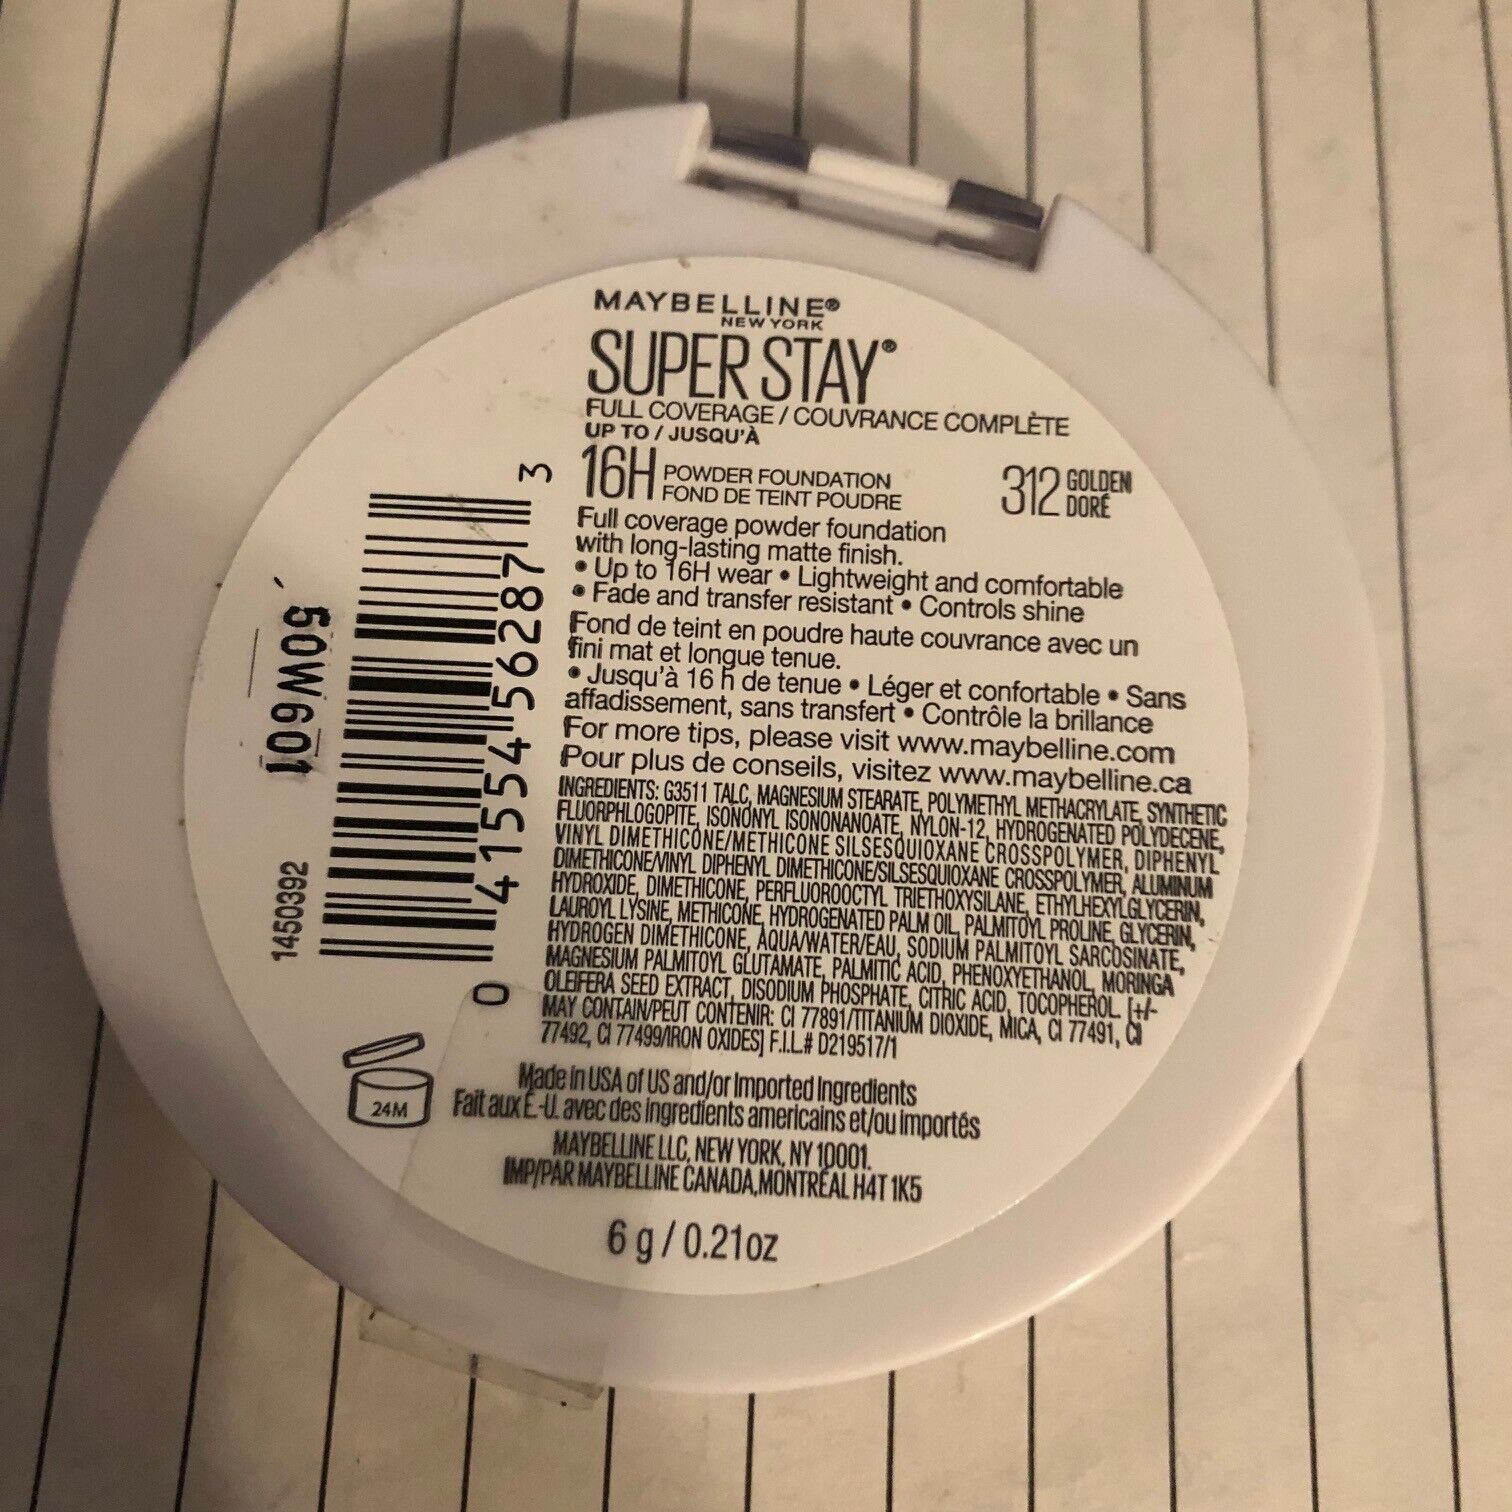 MAYBELLINE®
NEW YORK
SUPER STAY®
FULL COVERAGE / COUVRANCE COMPLÈTE
UP TO / JUSQU'À
16H POWDER FOUNDATION
FOND DE TEINT POUDRE
312 GOLDEN
DORÉ
Full coverage powder foundation
with long-lasting matte finish.
• Up to 16H wear • Lightweight and comfortable
• Fade and transfer resistant • Controls shine
Fond de teint en poudre haute couvrance avec un
fini mat et longue tenue.
• Jusqu'à 16 h de tenue • Léger et confortable • Sans
affadissement, sans transfert • Contrôle la brillance
For more tips, please visit www.maybelline.com
Pour plus de conseils, visitez www.maybelline.ca
INGREDIENTS: G3511 TALC, MAGNESIUM STEARATE, POLYMETHYL METHACRYLATE, SYNTHETIC
FLUORPHLOGOPITE, ISONONYL ISONONANOATE, NYLON-12, HYDROGENATED POLYDECENE,
VINYL DIMETHICONE/METHICONE SILSESQUIOXANE CROSSPOLYMER, DIPHENYL
DIMETHICONE/VINYL DIPHENYL DIMETHICONE/SILSESQUIOXANE CROSSPOLYMER, ALUMINUM
HYDROXIDE, DIMETHICONE, PERFLUOROOCTYL TRIETHOXYSILANE, ETHYLHEXYLGLYCERIN,
LAUROYL LYSINE, METHICONE, HYDROGENATED PALM OIL, PALMITOYL PROLINE, GLYCERIN,
HYDROGEN DIMETHICONE, AQUA/WATER/EAU, SODIUM PALMITOYL SARCOSINATE,
MAGNESIUM PALMITOYL GLUTAMATE, PALMITIC ACID, PHENOXYETHANOL, MORINGA
OLEIFERA SEED EXTRACT, DISODIUM PHOSPHATE, CITRIC ACID, TOCOPHEROL. [+/-
MAY CONTAIN/PEUT CONTENIR: CI 77891/TITANIUM DIOXIDE, MICA, CI 77491, CI
77492, CI 77499/IRON OXIDES] F.I.L.# D219517/1
Made in USA of US and/or Imported Ingredients
Fait aux É.-U. avec des ingredients americains et/ou importés
MAYBELLINE LLC, NEW YORK, NY 10001.
IMP/PAR MAYBELLINE CANADA, MONTRÉAL H4T 1K5
6 g / 0.21oz
24M
0 41554 56287 3
50W601
1450392